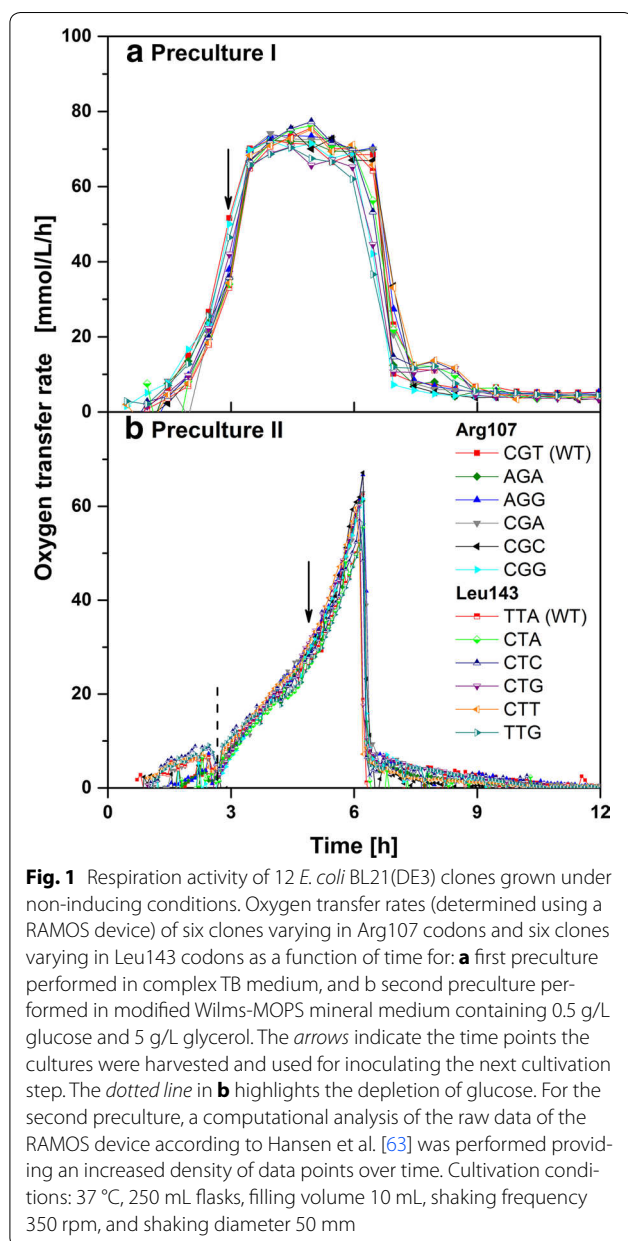 a Preculture I
100
80
60
40
20
0
Oxygen transfer rate [mmol/L/h]
b Preculture II
60
40
20
0
Arg107
CGT (WT)
AGA
AGG
CGA
CGC
CGG
Leu143
TTA (WT)
CTA
CTC
CTG
CTT
TTG
0 3 6 9 12
Time [h]
Fig. 1 Respiration activity of 12 E. coli BL21(DE3) clones grown under
non-inducing conditions. Oxygen transfer rates (determined using a
RAMOS device) of six clones varying in Arg107 codons and six clones
varying in Leu143 codons as a function of time for: a first preculture
performed in complex TB medium, and b second preculture per-
formed in modified Wilms-MOPS mineral medium containing 0.5 g/L
glucose and 5 g/L glycerol. The arrows indicate the time points the
cultures were harvested and used for inoculating the next cultivation
step. The dotted line in b highlights the depletion of glucose. For the
second preculture, a computational analysis of the raw data of the
RAMOS device according to Hansen et al. [63] was performed provid-
ing an increased density of data points over time. Cultivation condi-
tions: 37 °C, 250 mL flasks, filling volume 10 mL, shaking frequency
350 rpm, and shaking diameter 50 mm